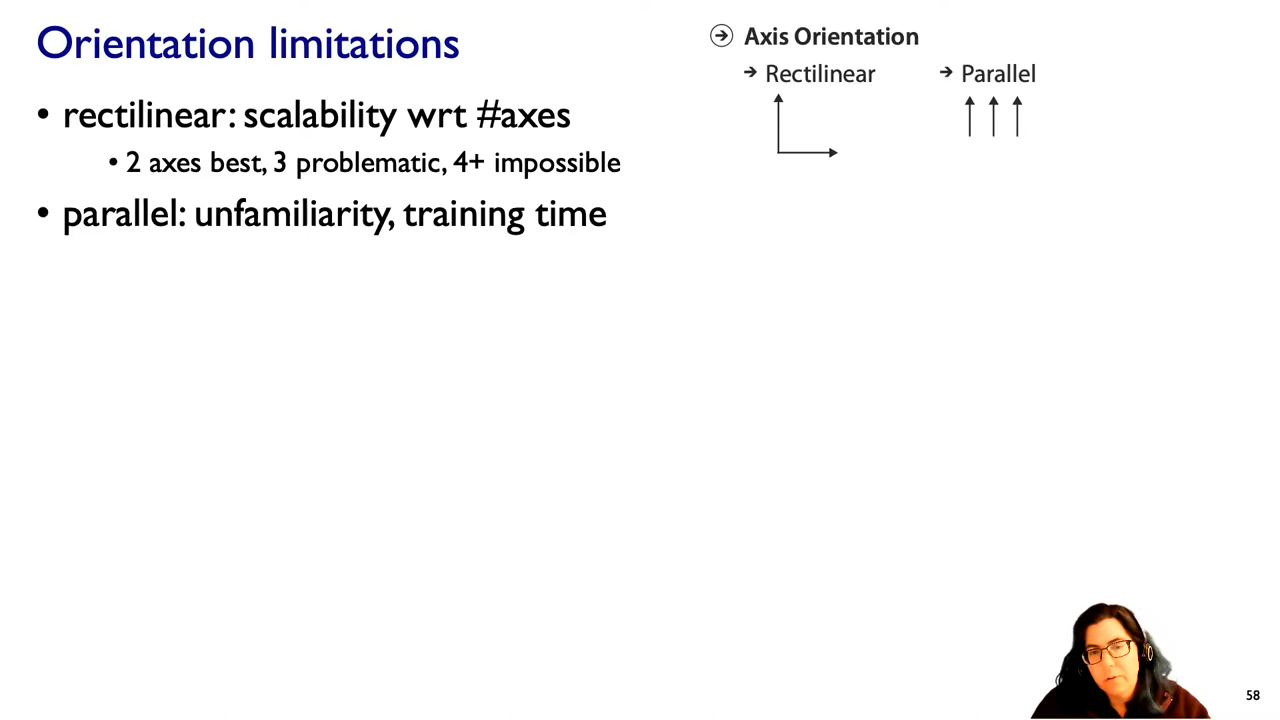 Orientation limitations
• rectilinear: scalability wrt #axes
• 2 axes best, 3 problematic, 4+ impossible
• parallel: unfamiliarity, training time
Axis Orientation
Rectilinear
Parallel
58